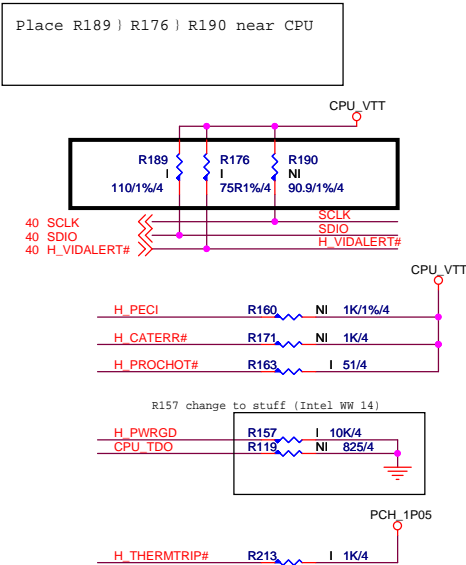 Place R189 ) R176 ) R190 near CPU
CPU_VTT
R189 R176 R190
I I NI
110/1%/4 75R1%/4 90.9/1%/4
40 SCLK SCLK
40 SDIO SDIO
40 H_VIDALERT# H_VIDALERT#
CPU_VTT
H_PECI R160 NI 1K/1%/4
H_CATERR# R171 NI 1K/4
H_PROCHOT# R163 I 51/4
R157 change to stuff (Intel WW 14)
H_PWRGD R157 I 10K/4
CPU_TDO R119 NI 825/4
PCH_1P05
H_THERMTRIP# R213 I 1K/4